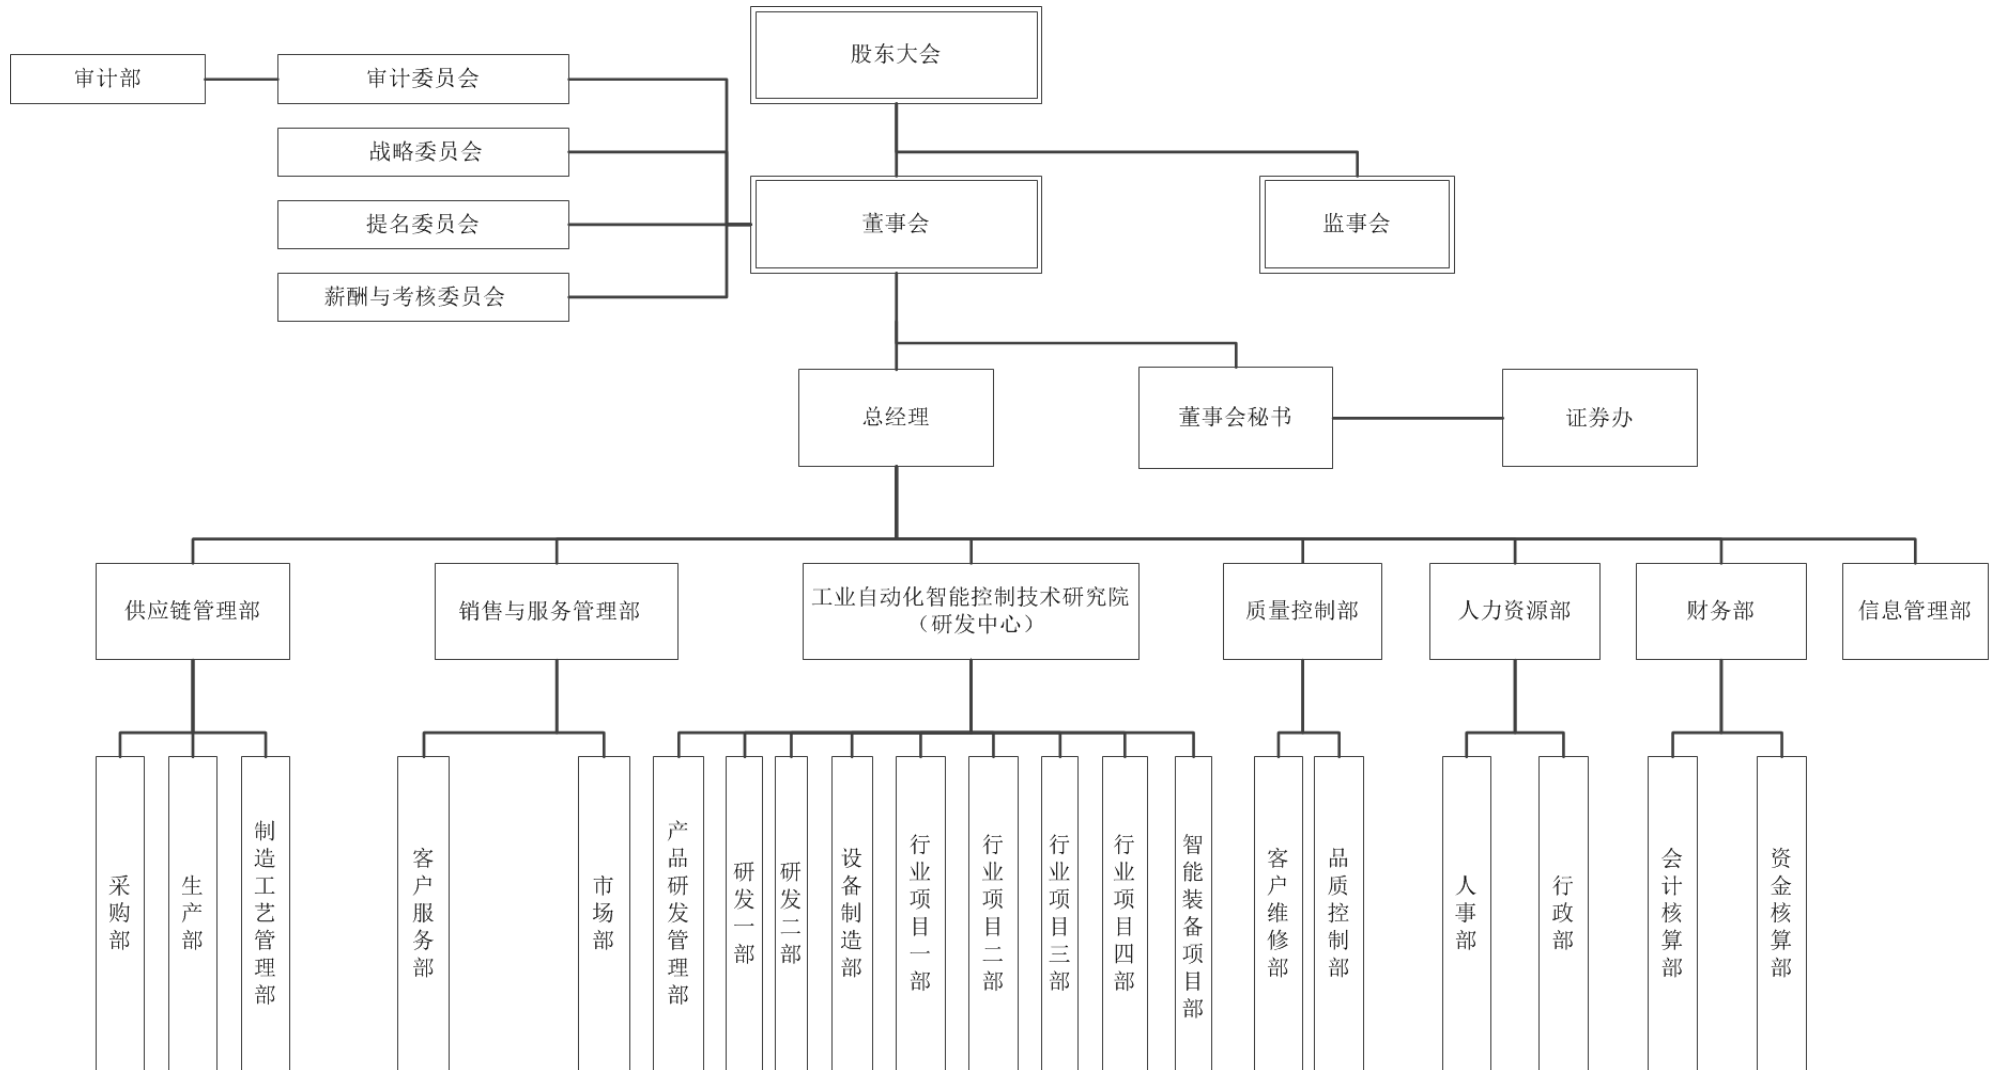 股东大会
审计部
审计委员会
战略委员会
提名委员会
董事会
监事会
薪酬与考核委员会
总经理
董事会秘书
证券办
供应链管理部
销售与服务管理部
工业自动化智能控制技术研究院
（研发中心）
质量控制部
人力资源部
财务部
信息管理部
采购部
生产部
制造工艺管理部
客户服务部
市场部
产品研发管理部
研发一部
研发二部
设备制造部
行业项目一部
行业项目二部
行业项目三部
行业项目四部
智能装备项目部
客户维修部
品质控制部
人事部
行政部
会计核算部
资金核算部